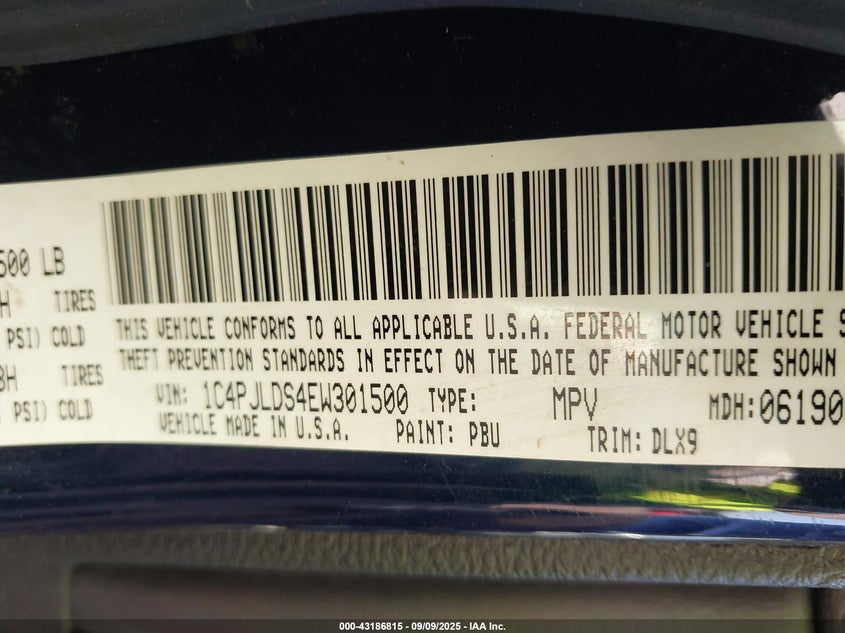 500 LB
H TIRES
PSI) COLD
8H TIRES
PSI) COLD
THIS VEHICLE CONFORMS TO ALL APPLICABLE U.S.A. FEDERAL MOTOR VEHICLE S
THEFT PREVENTION STANDARDS IN EFFECT ON THE DATE OF MANUFACTURE SHOWN
VIN: 1C4PJLDS4EW301500 TYPE: MPV MDH:06190
VEHICLE MADE IN U.S.A. PAINT: PBU TRIM: DLX9
000-43186815 - 09/09/2025 - IAA Inc.